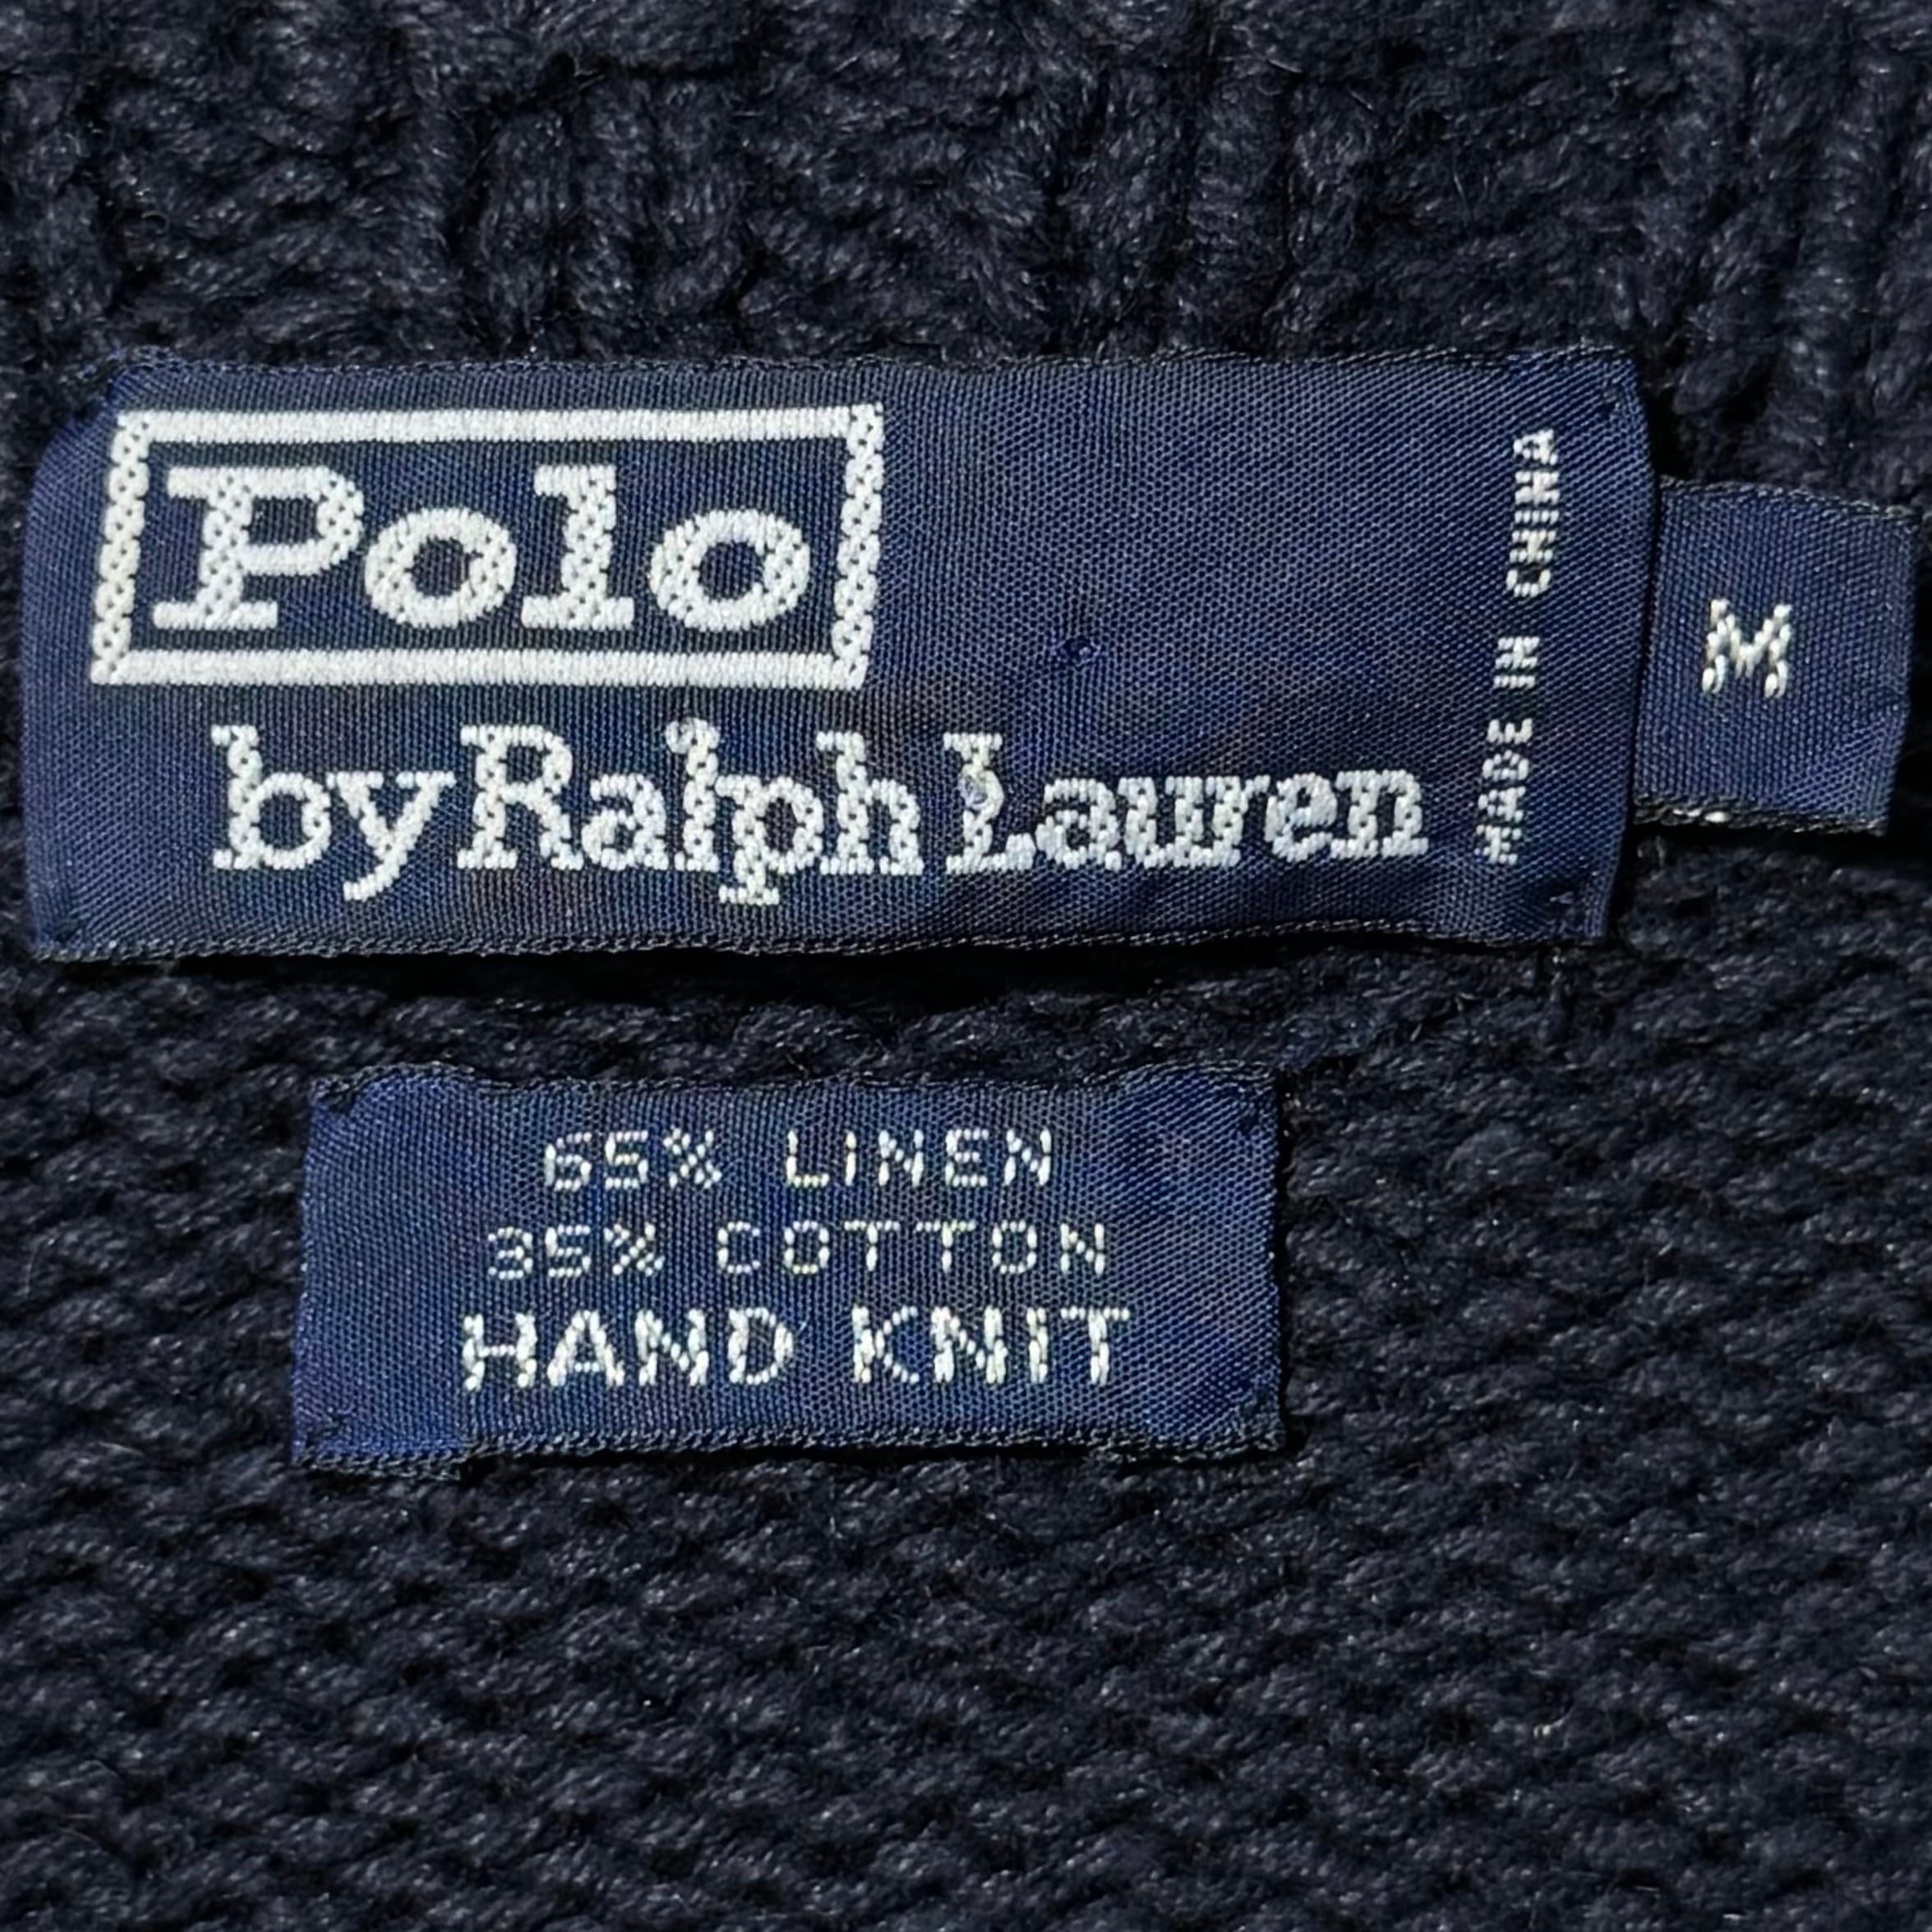 Polo
by Ralph Lauren
MADE IN CHINA
M
65% LINEN
35% COTTON
HAND KNIT